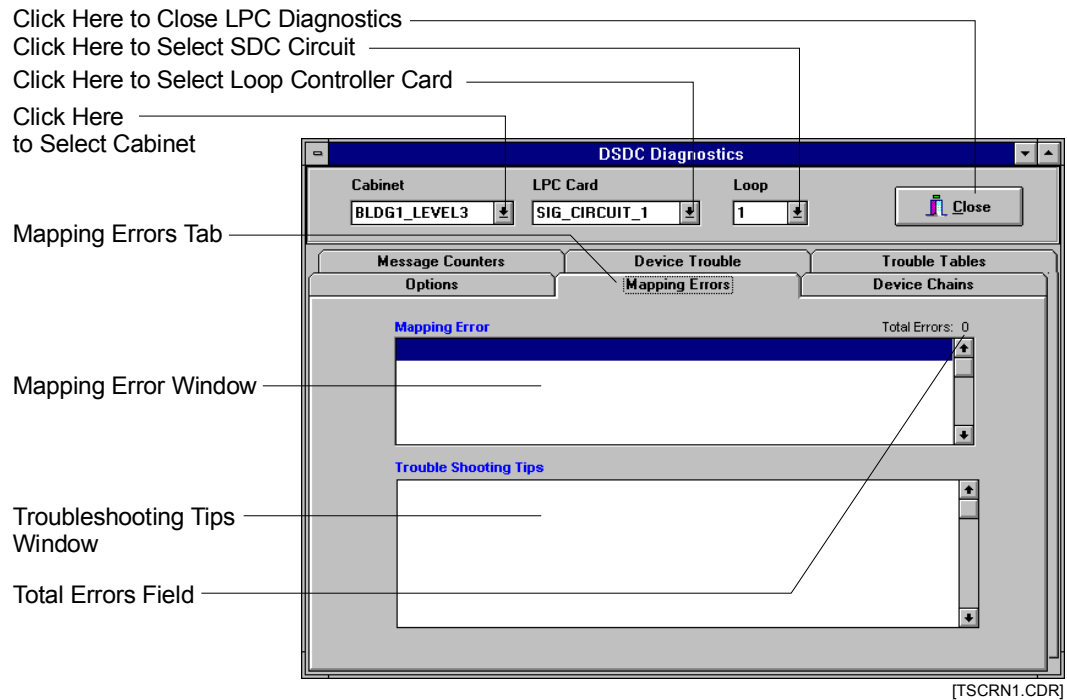 Click Here to Close LPC Diagnostics
Click Here to Select SDC Circuit
Click Here to Select Loop Controller Card
Click Here
to Select Cabinet
DSDC Diagnostics
Cabinet LPC Card Loop
BLDG1_LEVEL3 SIG_CIRCUIT_1 1 Close
Mapping Errors Tab
Message Counters Device Trouble Trouble Tables
Options Mapping Errors Device Chains
Mapping Error Total Errors: 0
Mapping Error Window
Trouble Shooting Tips
Troubleshooting Tips
Window
Total Errors Field
[TSCRN1.CDR]